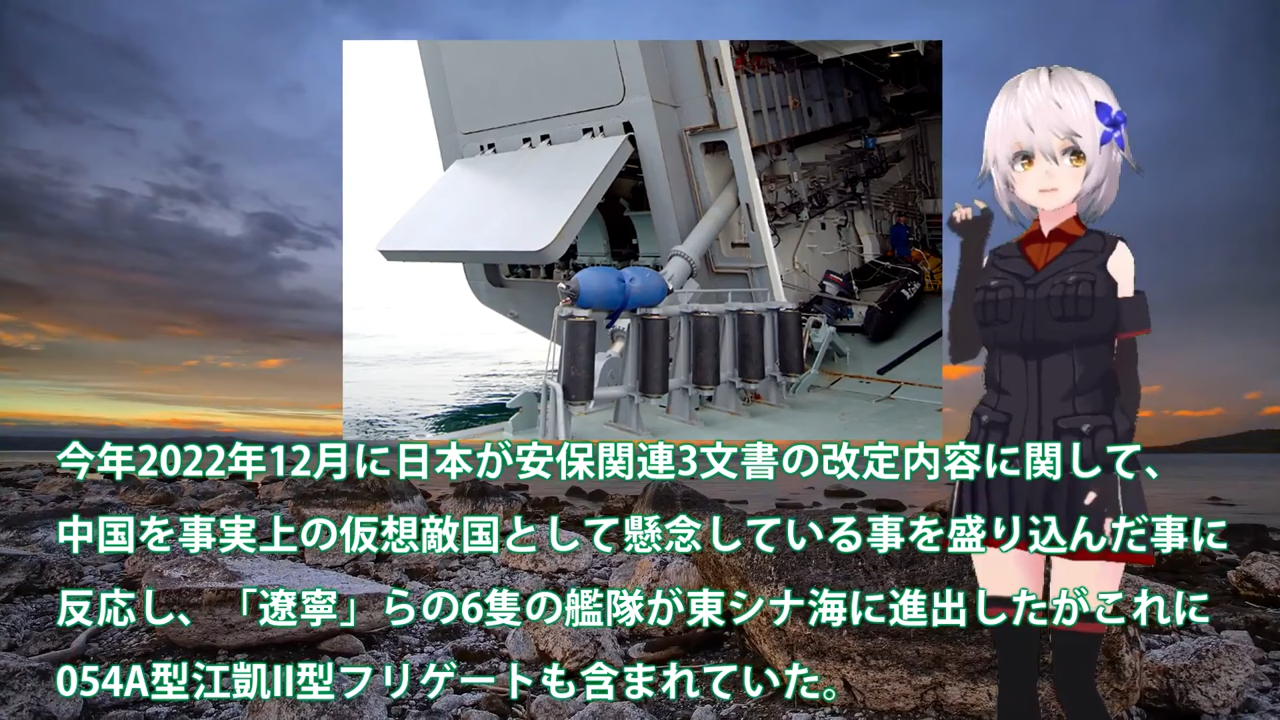 今年2022年12月に日本が安保関連3文書の改定内容に関して、
中国を事実上の仮想敵国として懸念している事を盛り込んだ事に
反応し、「遼寧」らの6隻の艦隊が東シナ海に進出したがこれに
054A型江凱II型フリゲートも含まれていた。